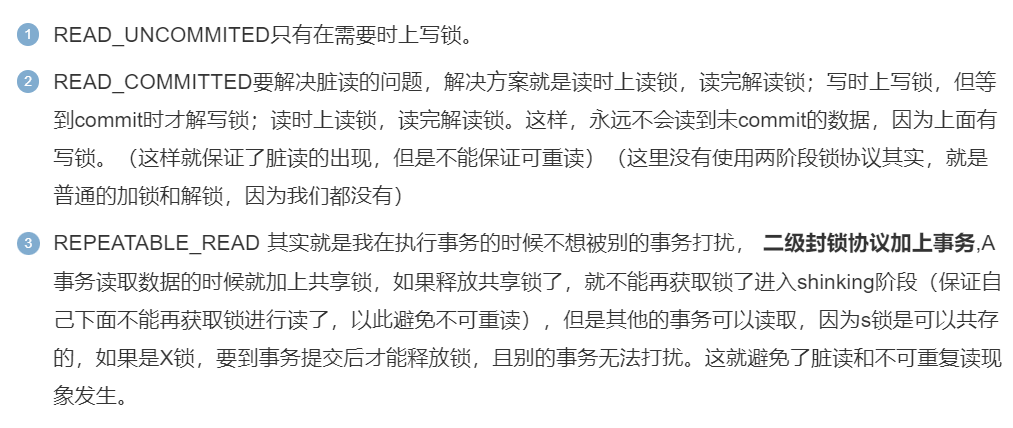 1 READ_UNCOMMITED只有在需要时上写锁。
2 READ_COMMITTED要解决脏读的问题，解决方案就是读时上读锁，读完解读锁；写时上写锁，但等
到commit时才解写锁；读时上读锁，读完解读锁。这样，永远不会读到未commit的数据，因为上面有
写锁。（这样就保证了脏读的出现，但是不能保证可重读）（这里没有使用两阶段锁协议其实，就是
普通的加锁和解锁，因为我们都没有）
3 REPEATABLE_READ 其实就是我在执行事务的时候不想被别的事务打扰， 二级封锁协议加上事务,A
事务读取数据的时候就加上共享锁，如果释放共享锁了，就不能再获取锁了进入shinking阶段（保证自
己下面不能再获取锁进行读了，以此避免不可重读），但是其他的事务可以读取，因为s锁是可以共存
的，如果是X锁，要到事务提交后才能释放锁，且别的事务无法打扰。这就避免了脏读和不可重复读现
象发生。